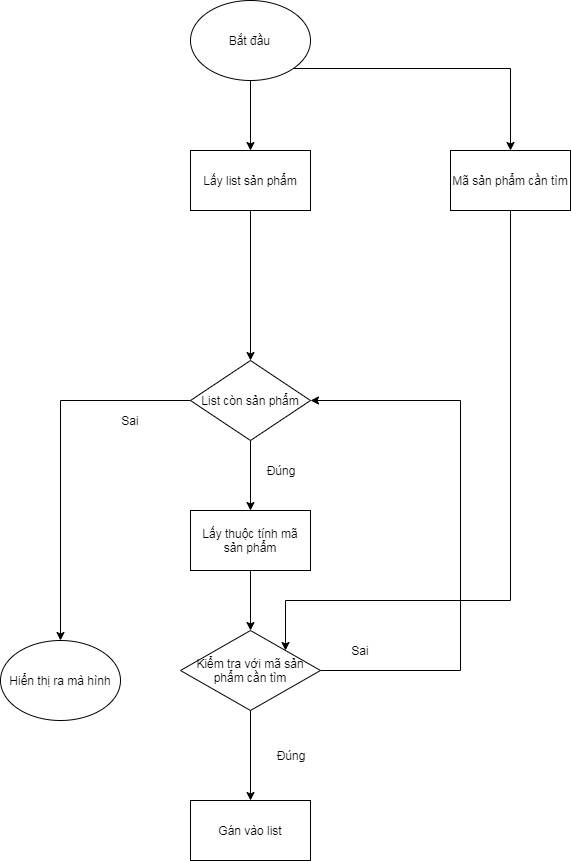 Bắt đầu
Lấy list sản phẩm
Mã sản phẩm cần tìm
List còn sản phẩm
Sai
Đúng
Lấy thuộc tính mã
sản phẩm
Kiểm tra với mã sản
phẩm cần tìm
Sai
Hiển thị ra mà hình
Đúng
Gán vào list